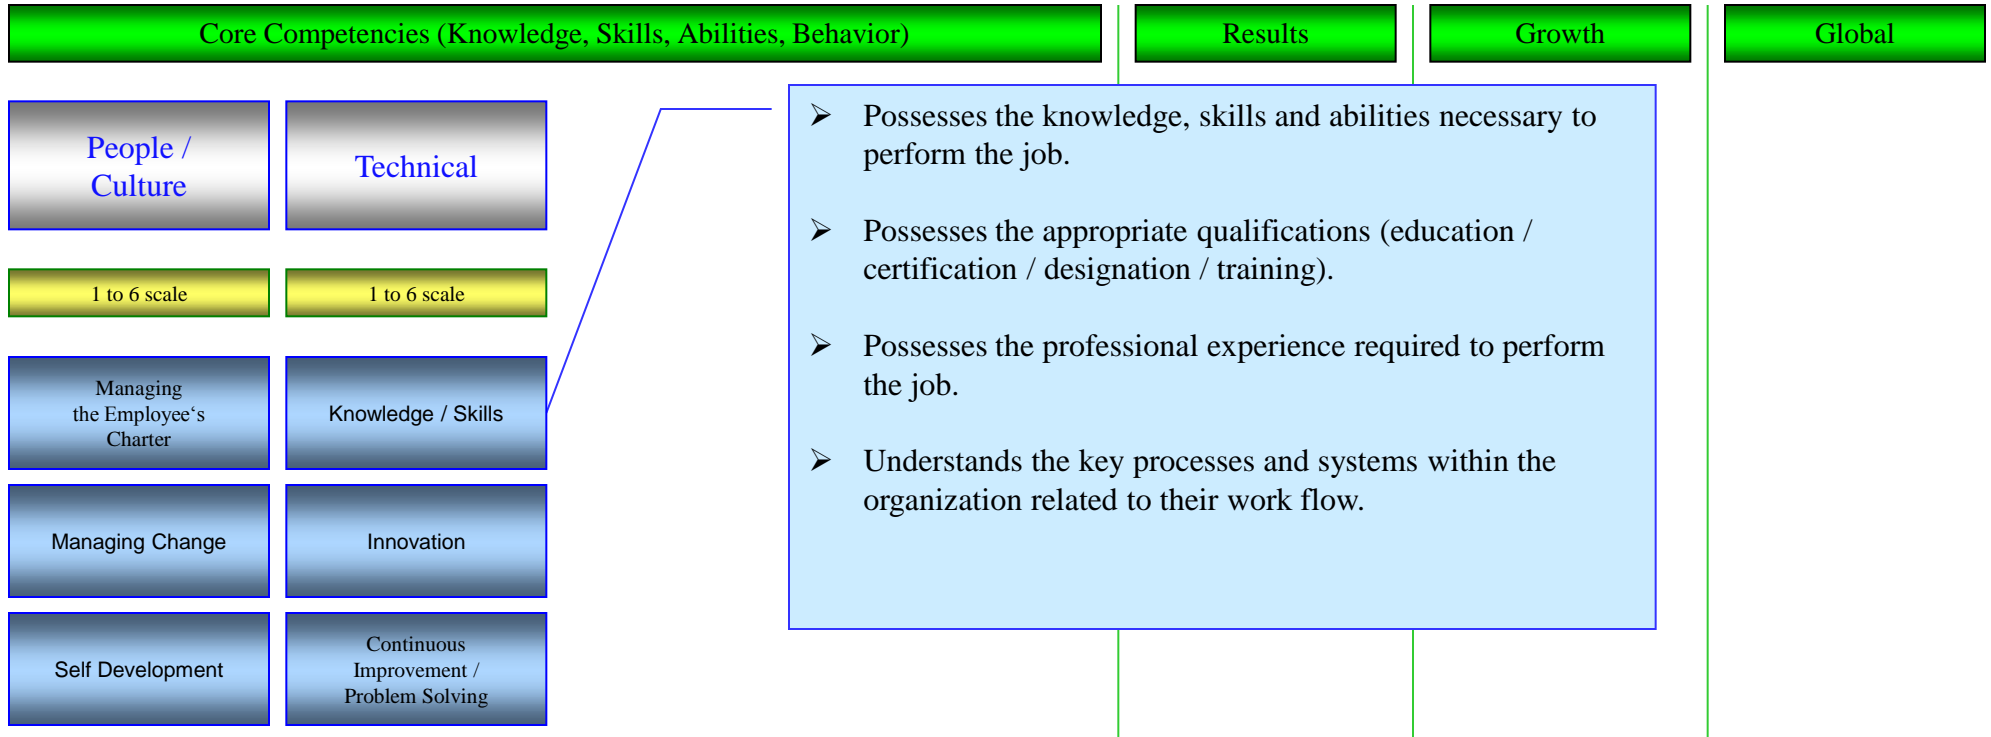 Core Competencies (Knowledge, Skills, Abilities, Behavior)
Results
Growth
Global
People /
Culture
Technical
1 to 6 scale
1 to 6 scale
Managing
the Employee‘s
Charter
Knowledge / Skills
Managing Change
Innovation
Self Development
Continuous
Improvement /
Problem Solving
➢ Possesses the knowledge, skills and abilities necessary to
perform the job.
➢ Possesses the appropriate qualifications (education /
certification / designation / training).
➢ Possesses the professional experience required to perform
the job.
➢ Understands the key processes and systems within the
organization related to their work flow.